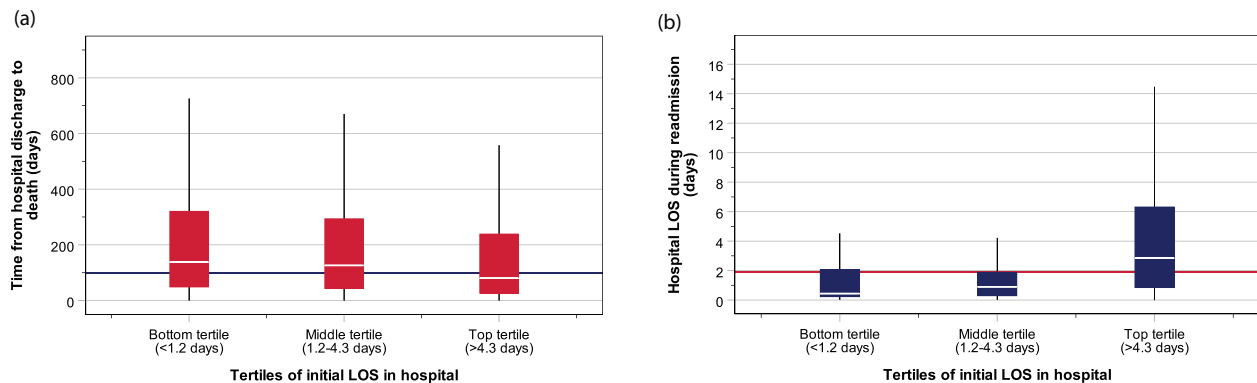 (a)
Time from hospital discharge to
death (days)
800
600
400
200
0
Bottom tertile
(<1.2 days)
Middle tertile
(1.2-4.3 days)
Top tertile
(>4.3 days)
Tertiles of initial LOS in hospital
(b)
Hospital LOS during readmission
(days)
16
14
12
10
8
6
4
2
0
Bottom tertile
(<1.2 days)
Middle tertile
(1.2-4.3 days)
Top tertile
(>4.3 days)
Tertiles of initial LOS in hospital